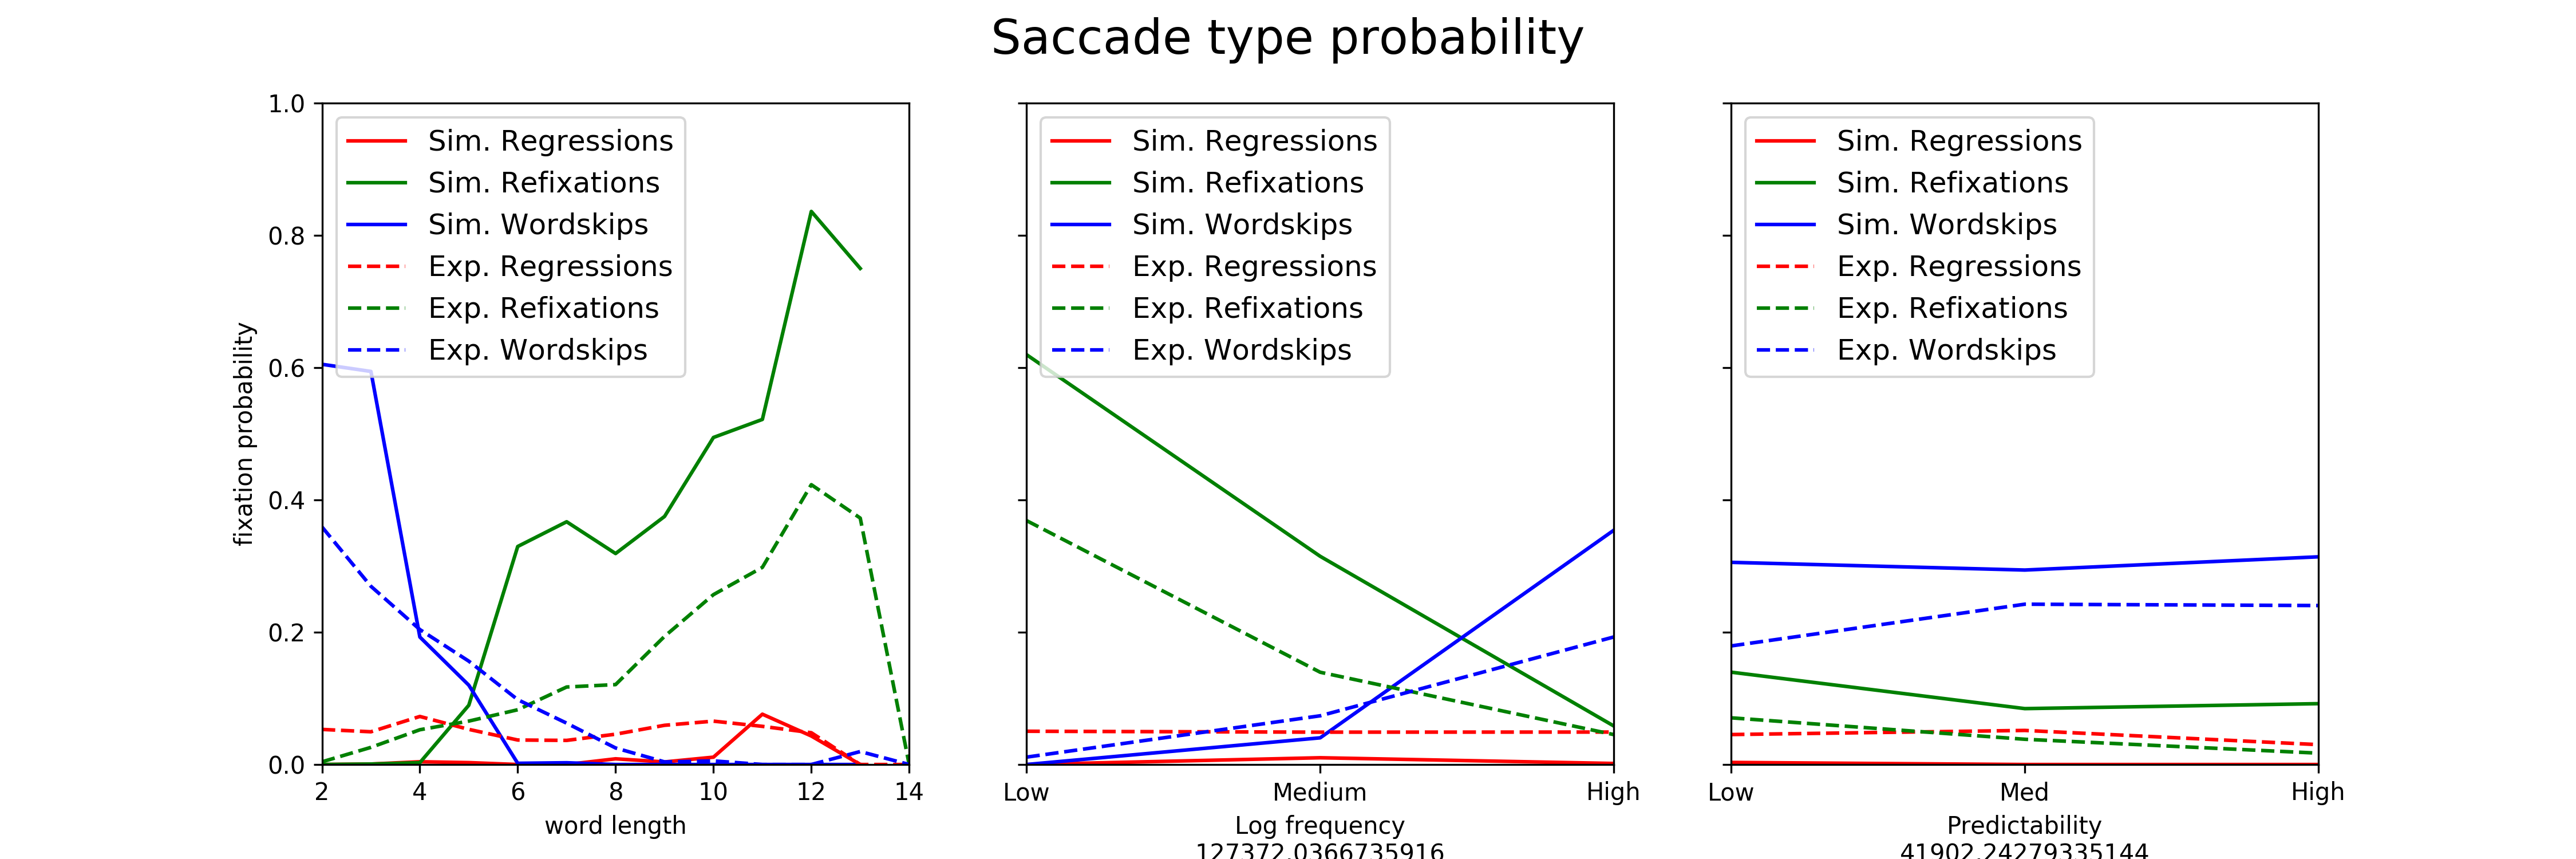 Saccade type probability
fixation probability
1.0
0.8
0.6
0.4
0.2
0.0
Sim. Regressions
Sim. Refixations
Sim. Wordskips
Exp. Regressions
Exp. Refixations
Exp. Wordskips
2 4 6 8 10 12 14
word length
Sim. Regressions
Sim. Refixations
Sim. Wordskips
Exp. Regressions
Exp. Refixations
Exp. Wordskips
Low Medium High
Log frequency
127372.0366735916
Sim. Regressions
Sim. Refixations
Sim. Wordskips
Exp. Regressions
Exp. Refixations
Exp. Wordskips
Low Med High
Predictability
41902.24279335144